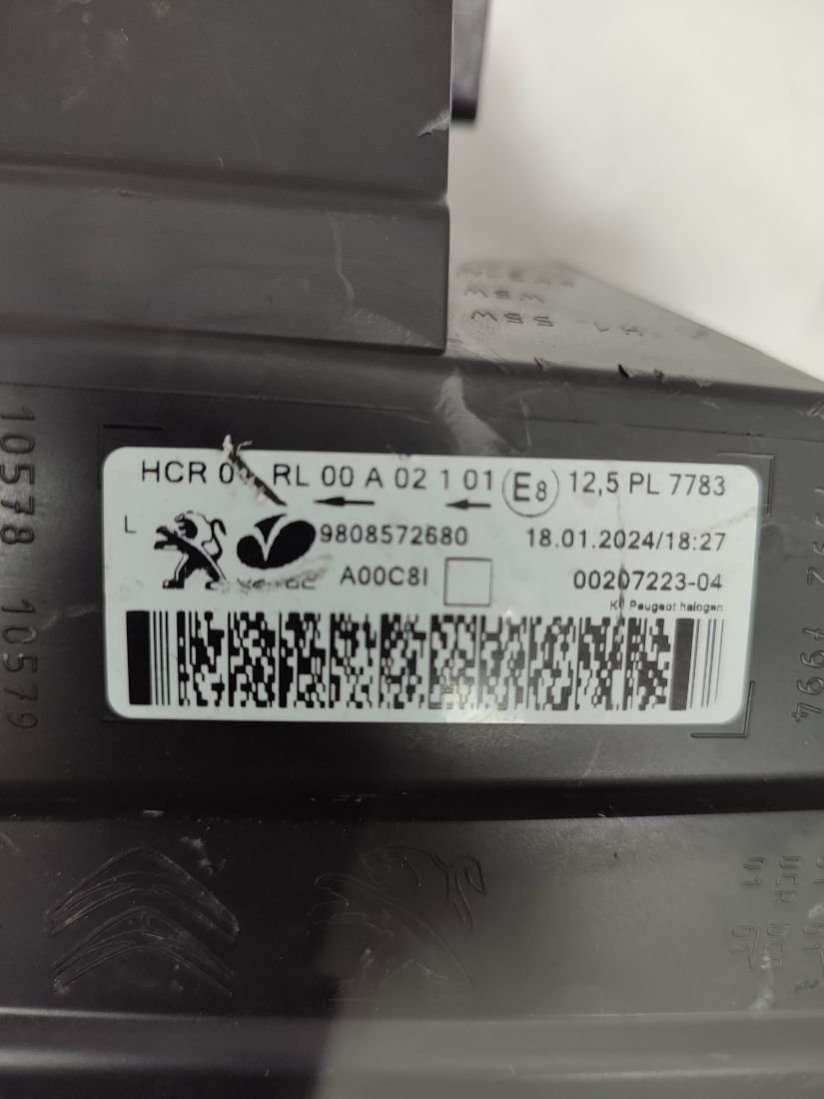 10578 10579
HCR 0 RL 00 A 02 1 01 E8 12,5 PL 7783
L
9808572680 18.01.2024/18:27
A00C8I 00207223-04
Peugeot halogen